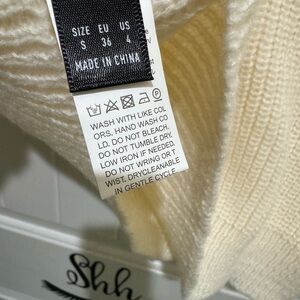 SIZE EU US
S 36 4
MADE IN CHINA
WASH WITH LIKE COL
ORS. HAND WASH CO
LD. DO NOT BLEACH.
DO NOT TUMBLE DRY.
LOW IRON IF NEEDED.
DO NOT WRING OR T
WIST. DRYCLEANABLE
IN GENTLE CYCLE
Shh